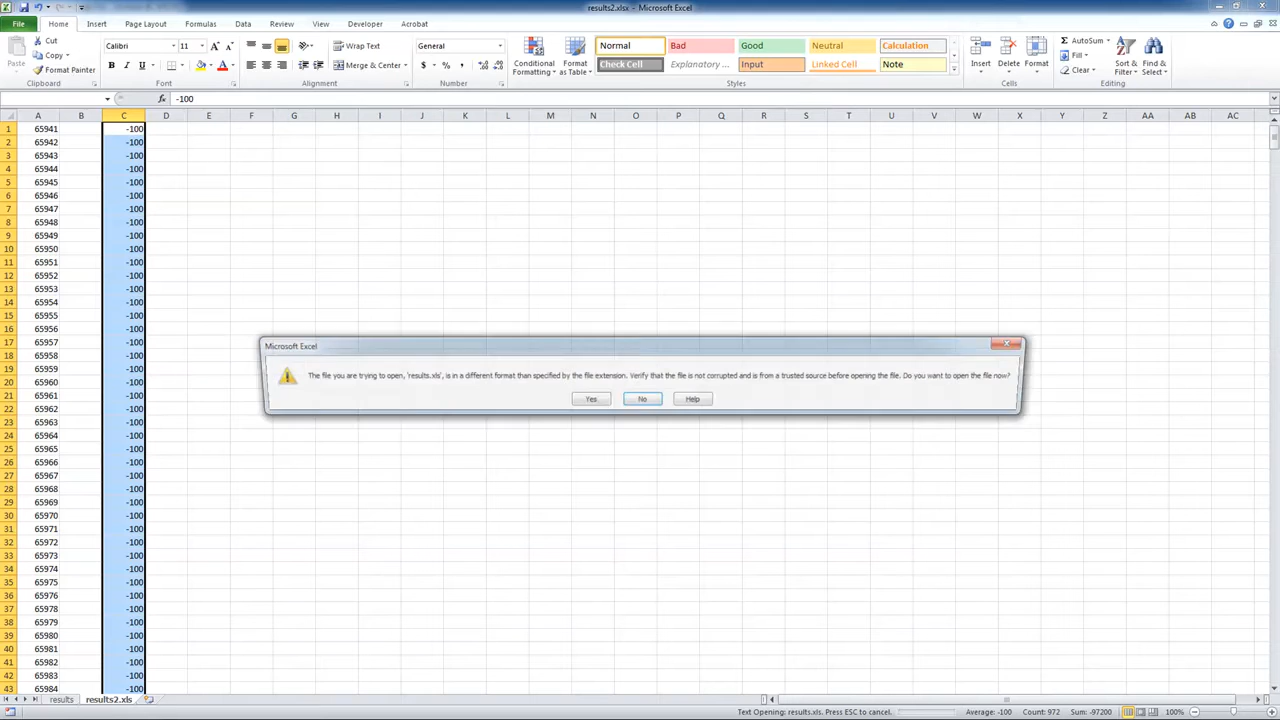 results2.xlsx - Microsoft Excel
File Home Insert Page Layout Formulas Data Review View Developer Acrobat
Cut
Copy
Format Painter
Paste
Clipboard
Calibri 11
B I U
Font
Wrap Text
Merge & Center
Alignment
General
$ % ,
Number
Conditional Formatting
Format as Table
Normal Bad Good Neutral Calculation
Check Cell Explanatory ... Input Linked Cell Note
Styles
Insert Delete Format
Cells
AutoSum
Fill
Clear
Sort & Filter
Find & Select
Editing
fx -100
A B C D E F G H I J K L M N O P Q R T U V W X Y Z AA AB AC
1 65941 -100
2 65942 -100
3 65943 -100
4 65944 -100
5 65945 -100
6 65946 -100
7 65947 -100
8 65948 -100
9 65949 -100
10 65950 -100
11 65951 -100
12 65952 -100
13 65953 -100
14 65954 -100
15 65955 -100
16 65956 -100
17 65957 -100
18 65958 -100
19 65959 -100
20 65960 -100
21 65961 -100
22 65962 -100
23 65963 -100
24 65964 -100
25 65965 -100
26 65966 -100
27 65967 -100
28 65968 -100
29 65969 -100
30 65970 -100
31 65971 -100
32 65972 -100
33 65973 -100
34 65974 -100
35 65975 -100
36 65976 -100
37 65978 -100
38 65979 -100
39 65980 -100
40 65981 -100
41 65982 -100
42 65983 -100
43 65984 -100
Microsoft Excel
The file you are trying to open, 'results.xls', is in a different format than specified by the file extension. Verify that the file is not corrupted and is from a trusted source before opening the file. Do you want to open the file now?
Yes No Help
results results2.xls
Text Opening: results.xls. Press ESC to cancel. Average: -100 Count: 972 Sum: -97200 100%